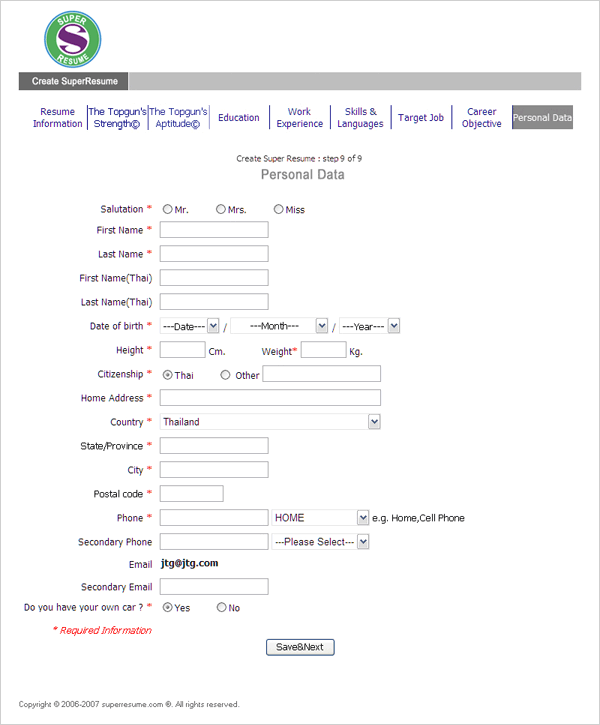 SUPER
S
RESUME
Create SuperResume
Resume Information
The Topgun's Strength©
The Topgun's Aptitude©
Education
Work Experience
Skills & Languages
Target Job
Career Objective
Personal Data
Create Super Resume : step 9 of 9
Personal Data
Salutation * Mr. Mrs. Miss
First Name *
Last Name *
First Name(Thai)
Last Name(Thai)
Date of birth * ---Date--- / ---Month--- / ---Year---
Height * Cm. Weight* Kg.
Citizenship * Thai Other
Home Address *
Country * Thailand
State/Province *
City *
Postal code *
Phone * HOME e.g. Home,Cell Phone
Secondary Phone ---Please Select---
Email jtg@jtg.com
Secondary Email
Do you have your own car ? * Yes No
* Required Information
Save&Next
Copyright © 2006-2007 superresume.com ®. All rights reserved.